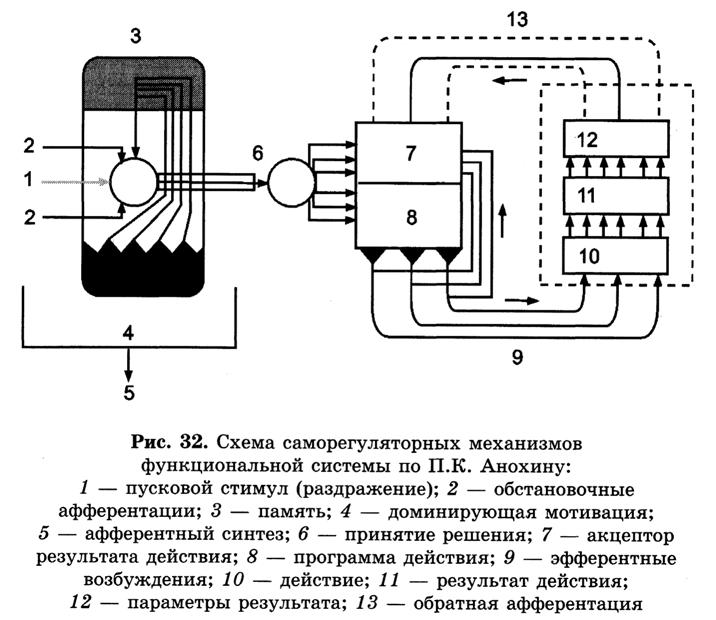 13
3
2
1
2
6
7
8
12
11
10
4
5
9
Рис. 32. Схема саморегуляторных механизмов
функциональной системы по П.К. Анохину:
1 — пусковой стимул (раздражение); 2 — обстановочные
афферентации; 3 — память; 4 — доминирующая мотивация;
5 — афферентный синтез; 6 — принятие решения; 7 — акцептор
результата действия; 8 — программа действия; 9 — эфферентные
возбуждения; 10 — действие; 11 — результат действия;
12 — параметры результата; 13 — обратная афферентация